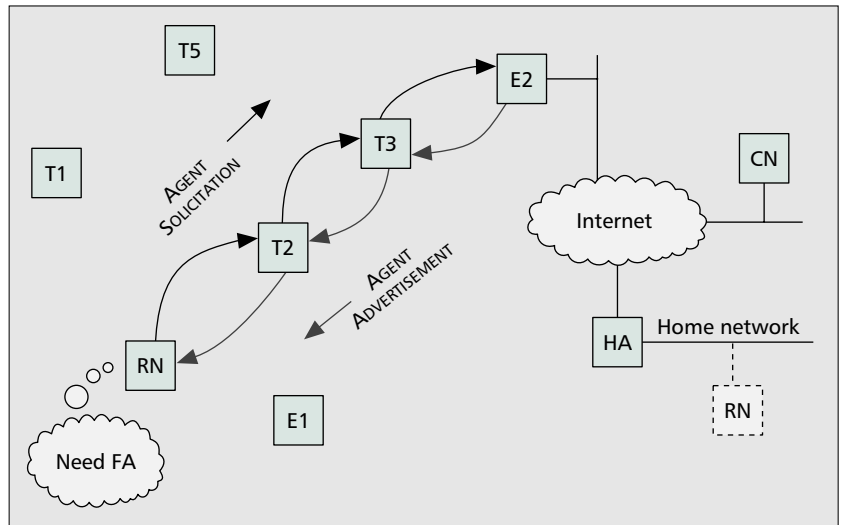 T5
E2
T3
CN
T1
AGENT
SOLICITATION
Internet
T2
AGENT
ADVERTISEMENT
Home network
HA
RN
RN
E1
Need FA